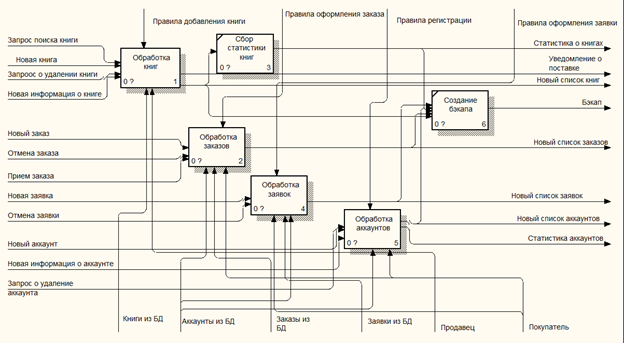 Правила добавления книги
Правила оформления заказа
Правила регистрации
Правила оформления заявки
Запрос поиска книги
Новая книга
Запроос о удалении книги
Новая информация о книге
Обработка
книг
0 ?
1
Сбор
статистики
книг
0 ?
3
Статистика о книгах
Уведомление о
поставке
Новый список книг
Создание
бекапа
0 ?
6
Бэкап
Новый заказ
Отмена заказа
Прием заказа
Обработка
заказов
0 ?
2
Новый список заказов
Новая заявка
Отмена заявки
Обработка
заявок
0 ?
4
Новый список заявок
Новый аккаунт
Новая информация о аккаунте
Запрос о удаление
аккаунта
Обработка
аккаунтов
0 ?
5
Новый список аккаунтов
Статистика аккаунтов
Книги из БД
Аккаунты из БД
Заказы из
БД
Заявки из БД
Продавец
Покупатель